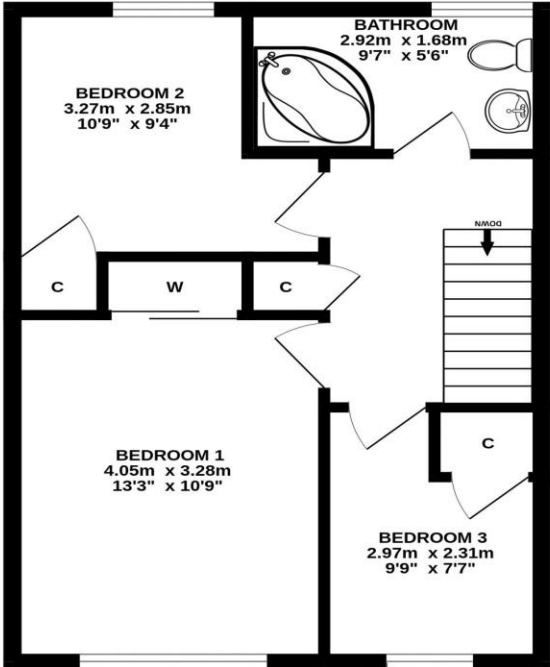 BATHROOM
2.92m x 1.68m
9'7" x 5'6"
BEDROOM 2
3.27m x 2.85m
10'9" x 9'4"
DOWN
C
W
C
BEDROOM 1
4.05m x 3.28m
13'3" x 10'9"
C
BEDROOM 3
2.97m x 2.31m
9'9" x 7'7"